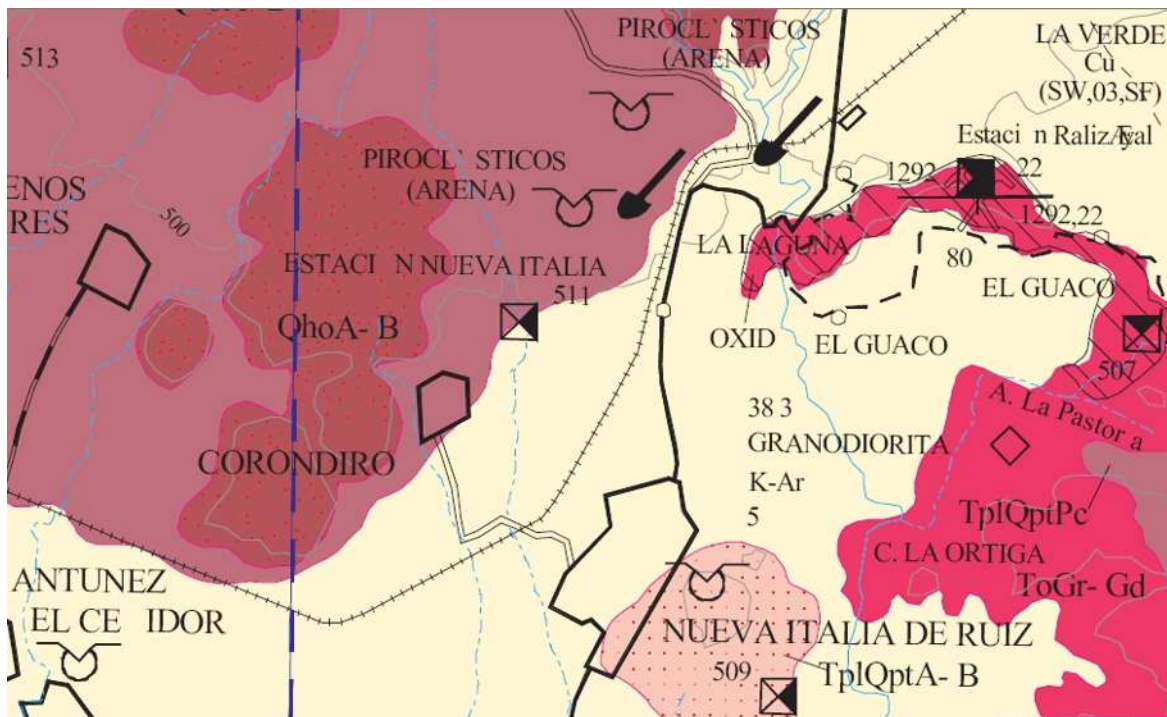 PIROCL` STICOS
(ARENA)
LA VERDE
Cu
(SW,03,SF)
513
Estaci n
PIROCL` STICOS
(ARENA)
1292
22
ENOS
RES
500
1292,22
LA LAGUNA
80
ESTACI N NUEVA ITALIA
511
EL GUACO
QhoA- B
OXID
EL GUACO
507
A. La Pastor a
38 3
GRANODIORITA
CORONDIRO
K-Ar
5
TplQptPc
C. LA ORTIGA
ToGr- Gd
ANTUNEZ
EL CE IDOR
NUEVA ITALIA DE RUIZ
509
TplQptA- B